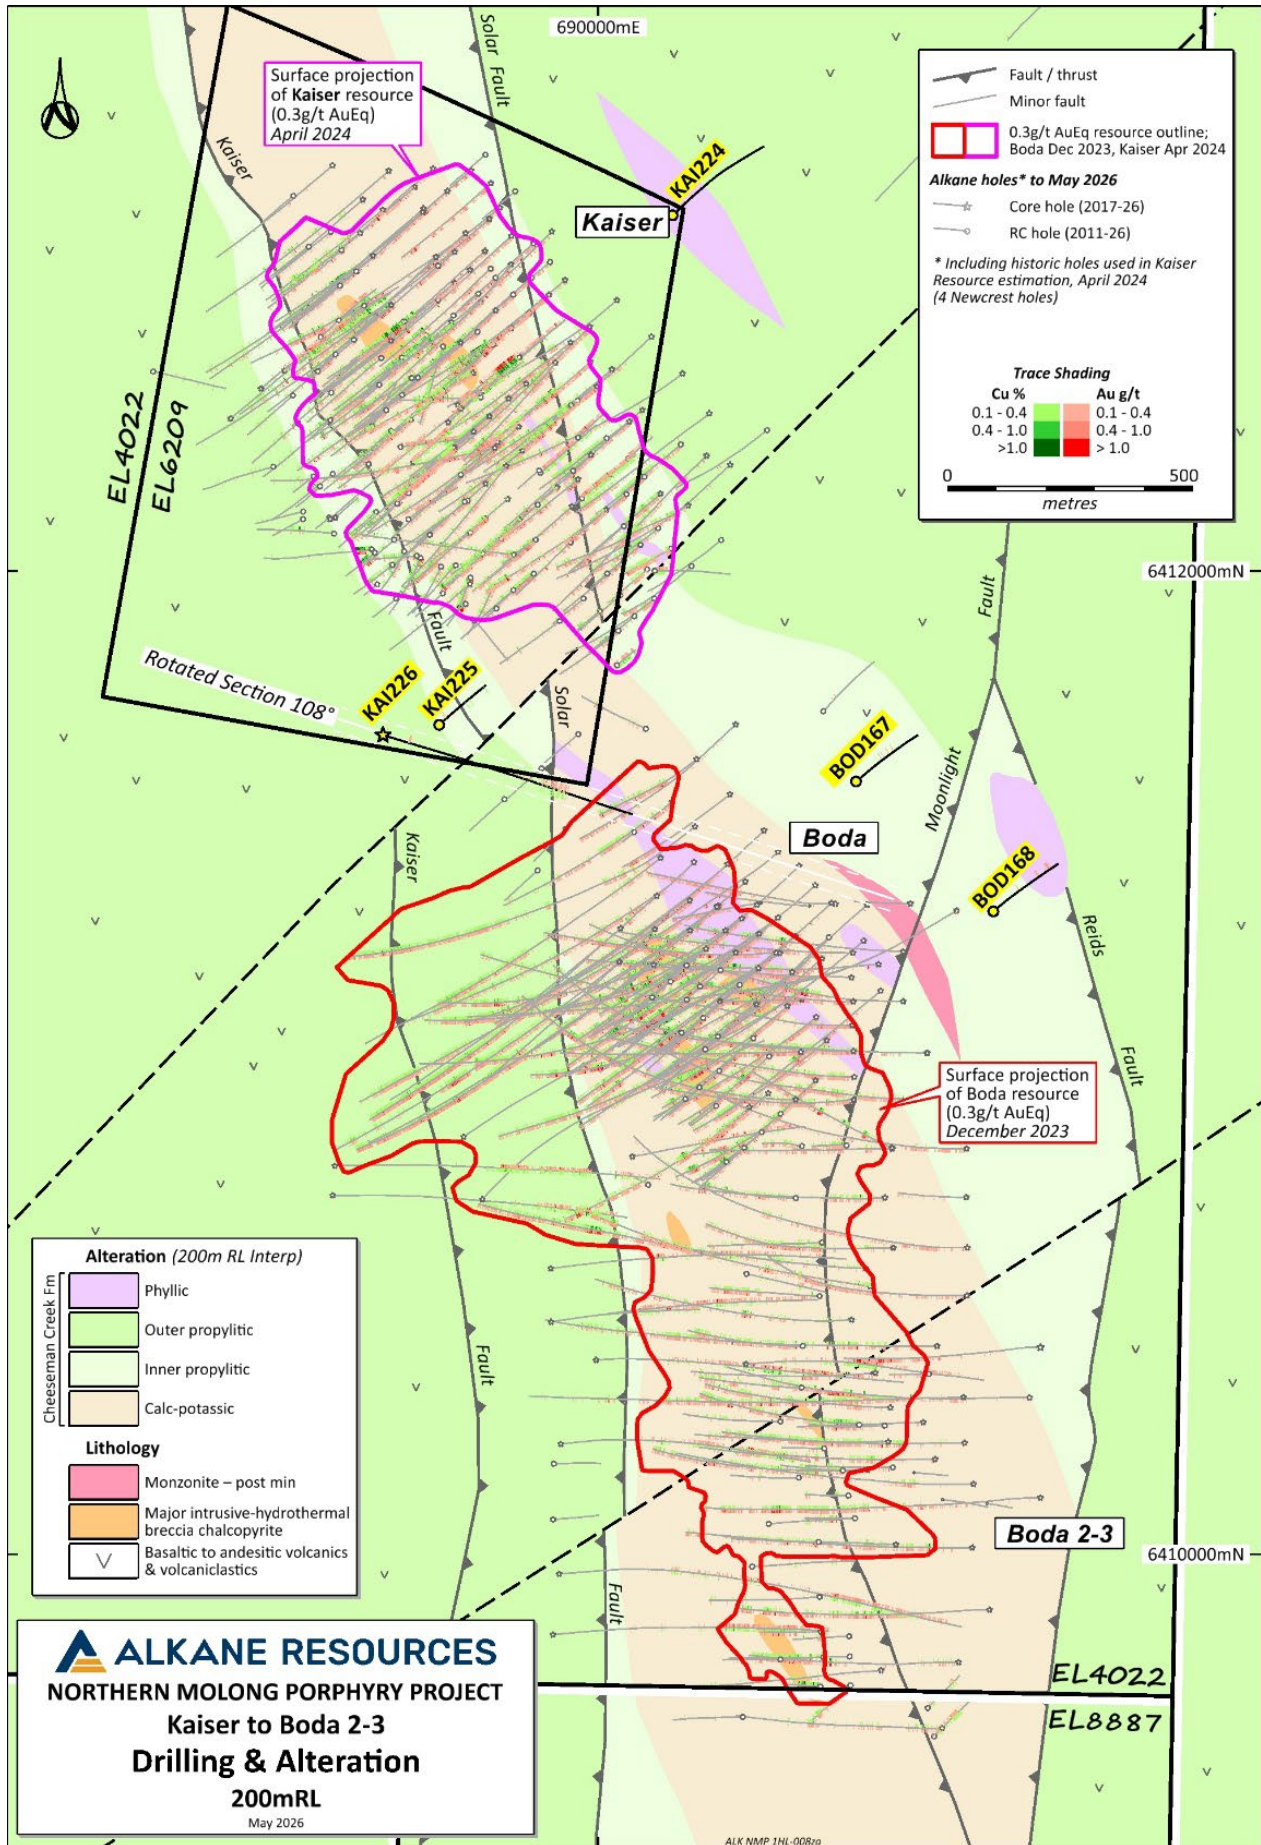 690000mE
Solar Fault
Surface projection
of Kaiser resource
(0.3g/t AuEq)
April 2024
Kaiser
KAI224
Kaiser
Fault / thrust
Minor fault
0.3g/t AuEq resource outline;
Boda Dec 2023, Kaiser Apr 2024
Alkane holes* to May 2026
Core hole (2017-26)
RC hole (2011-26)
* Including historic holes used in Kaiser
Resource estimation, April 2024
(4 Newcrest holes)
Trace Shading
Cu % Au g/t
0.1 - 0.4 0.1 - 0.4
0.4 - 1.0 0.4 - 1.0
>1.0 > 1.0
0 500
metres
EL4022
EL6209
6412000mN
Fault
Fault
Rotated Section 108°
KAI226
KAI225
Solar
BOD167
Moonlight
Boda
BOD168
Kaiser
Reids
Fault
Surface projection
of Boda resource
(0.3g/t AuEq)
December 2023
Alteration (200m RL Interp)
Cheeseman Creek Fm
Phyllic
Outer propylitic
Inner propylitic
Calc-potassic
Lithology
Monzonite – post min
Major intrusive-hydrothermal
breccia chalcopyrite
V Basaltic to andesitic volcanics
& volcaniclastics
Fault
Boda 2-3
6410000mN
Fault
EL4022
EL8887
ALKANE RESOURCES
NORTHERN MOLONG PORPHYRY PROJECT
Kaiser to Boda 2-3
Drilling & Alteration
200mRL
May 2026
ALK NMP 1HL-008za